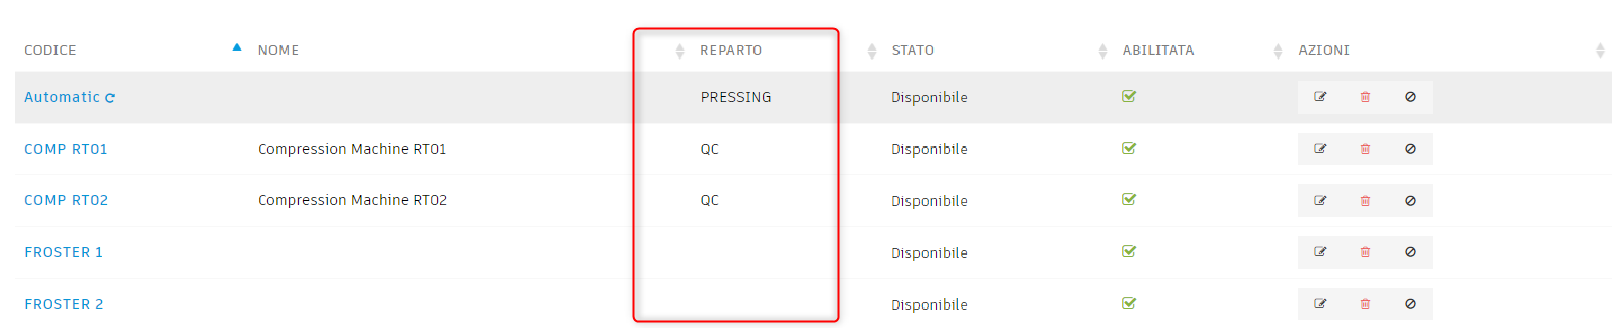 CODICE NOME REPARTO STATO ABILITATA AZIONI
Automatic PRESSING Disponibile
COMP RT01 Compression Machine RT01 QC Disponibile
COMP RT02 Compression Machine RT02 QC Disponibile
FROSTER 1 Disponibile
FROSTER 2 Disponibile